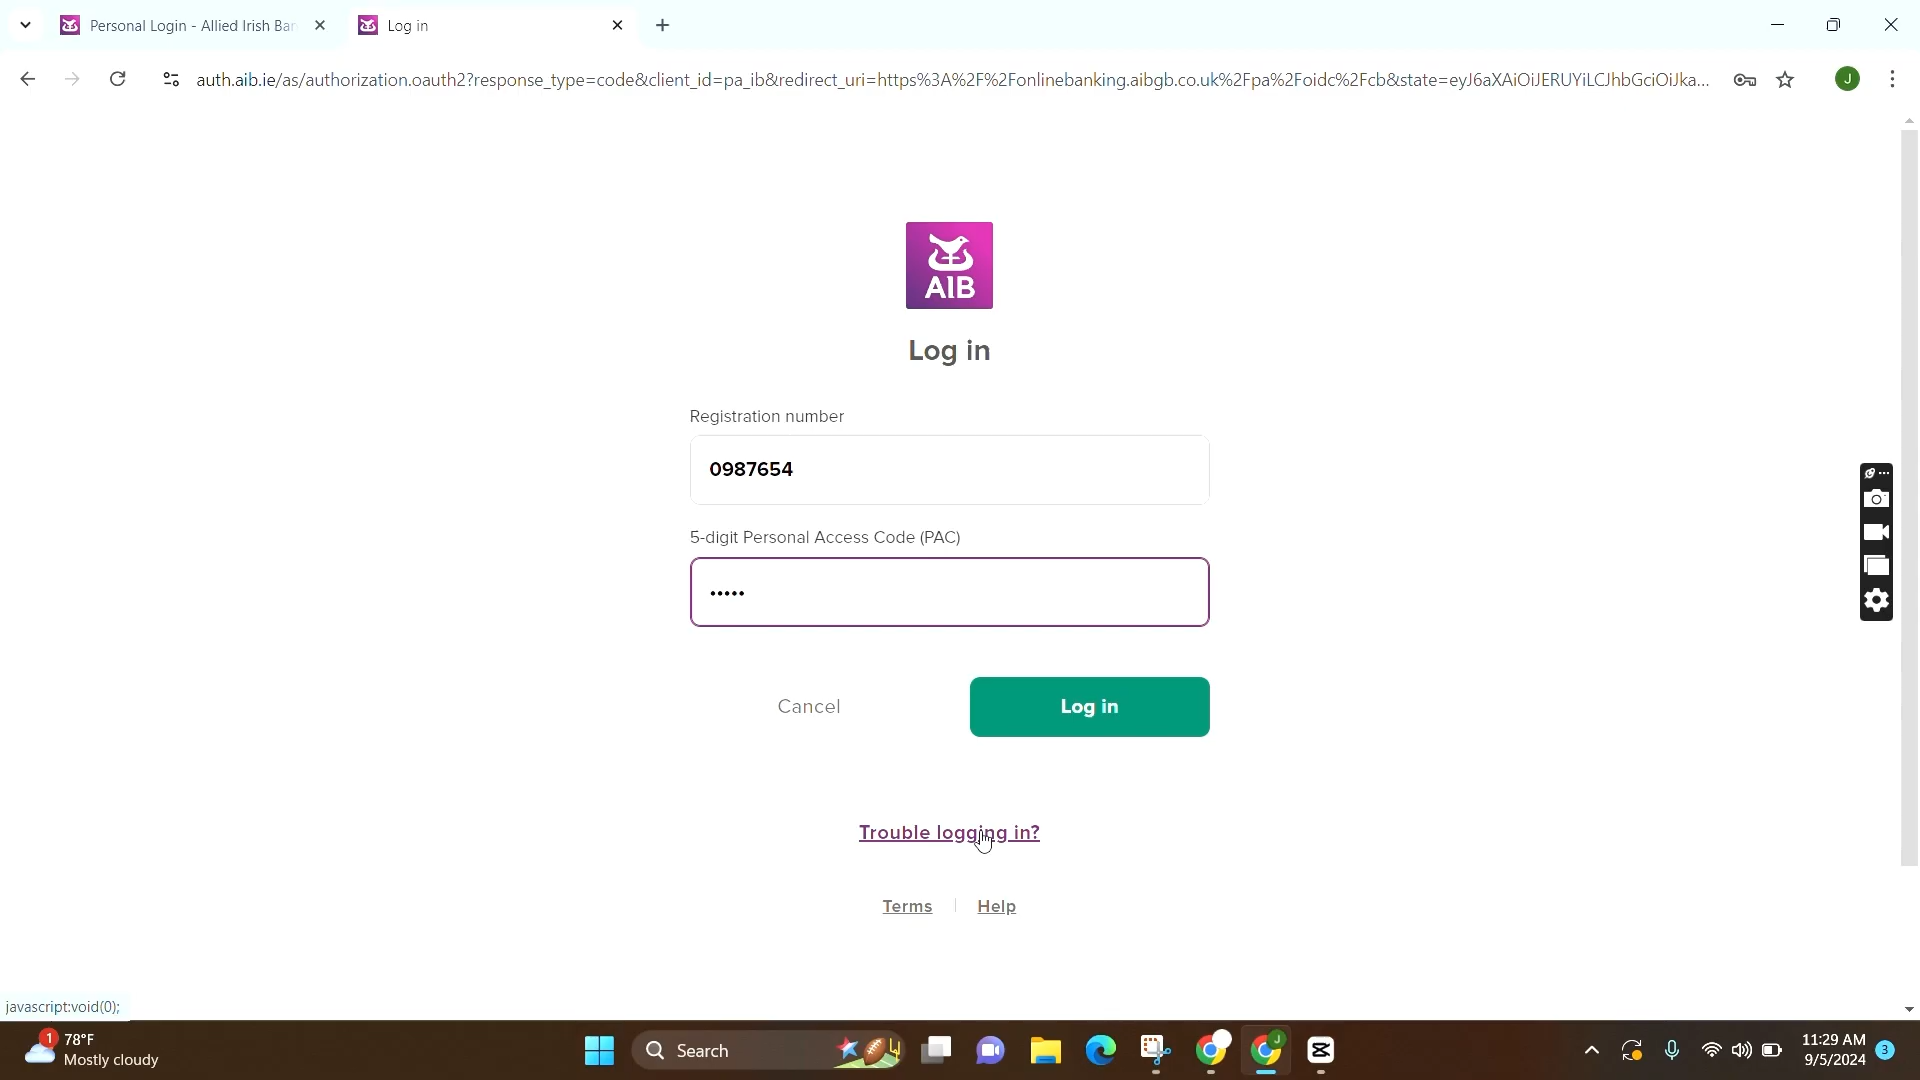 Personal Login - Allied Irish Ban
Log in
auth.aib.ie/as/authorization.oauth2?response_type=code&client_id=pa_ib&redirect_uri=https%3A%2F%2Fonlinebanking.aibgb.co.uk%2Fpa%2Foidc%2Fcb&state=eyJ6aXAiOiJERUYiLCJhbGciOiJka...
J
AIB
Log in
Registration number
0987654
5-digit Personal Access Code (PAC)
•••••
Cancel
Log in
Trouble logging in?
Terms
Help
javascript:void(0);
1
78°F
Mostly cloudy
Search
J
11:29 AM
9/5/2024
3